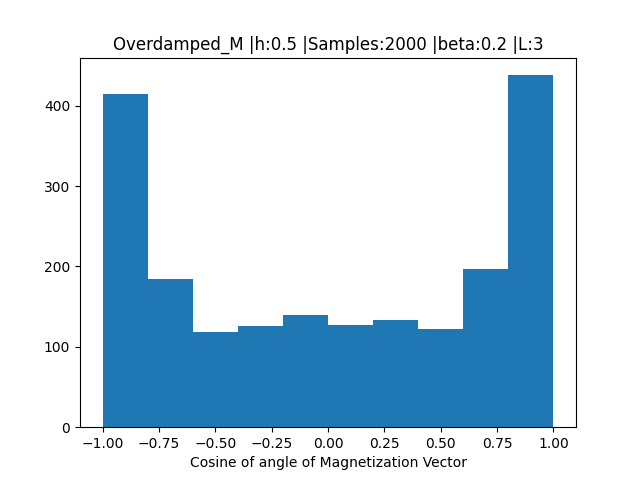 Overdamped_M |h:0.5 |Samples:2000 |beta:0.2 |L:3
400
300
200
100
0
−1.00 −0.75 −0.50 −0.25 0.00 0.25 0.50 0.75 1.00
Cosine of angle of Magnetization Vector